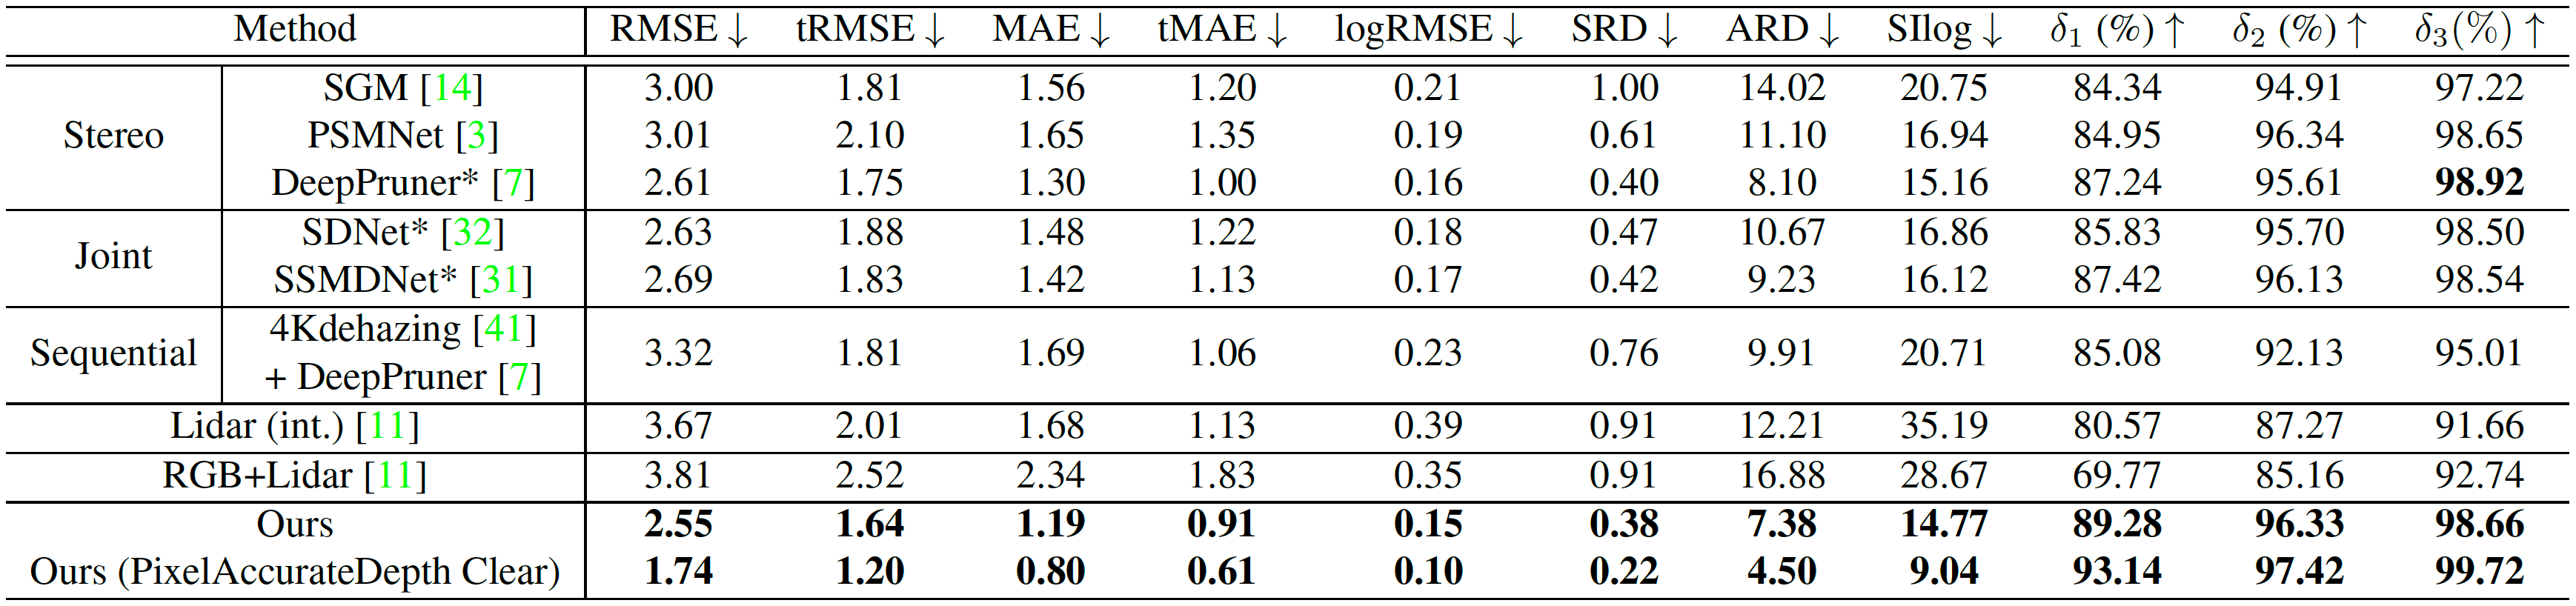 Method RMSE ↓ tRMSE ↓ MAE ↓ tMAE ↓ logRMSE ↓ SRD ↓ ARD ↓ SIlog ↓ δ1 (%) ↑ δ2 (%) ↑ δ3(%) ↑
SGM [14] 3.00 1.81 1.56 1.20 0.21 1.00 14.02 20.75 84.34 94.91 97.22
Stereo PSMNet [3] 3.01 2.10 1.65 1.35 0.19 0.61 11.10 16.94 84.95 96.34 98.65
DeepPruner* [7] 2.61 1.75 1.30 1.00 0.16 0.40 8.10 15.16 87.24 95.61 98.92
Joint
SDNet* [32] 2.63 1.88 1.48 1.22 0.18 0.47 10.67 16.86 85.83 95.70 98.50
SSMDNet* [31] 2.69 1.83 1.42 1.13 0.17 0.42 9.23 16.12 87.42 96.13 98.54
Sequential
4Kdehazing [41]
+ DeepPruner [7]
3.32 1.81 1.69 1.06 0.23 0.76 9.91 20.71 85.08 92.13 95.01
Lidar (int.) [11] 3.67 2.01 1.68 1.13 0.39 0.91 12.21 35.19 80.57 87.27 91.66
RGB+Lidar [11] 3.81 2.52 2.34 1.83 0.35 0.91 16.88 28.67 69.77 85.16 92.74
Ours 2.55 1.64 1.19 0.91 0.15 0.38 7.38 14.77 89.28 96.33 98.66
Ours (PixelAccurateDepth Clear) 1.74 1.20 0.80 0.61 0.10 0.22 4.50 9.04 93.14 97.42 99.72